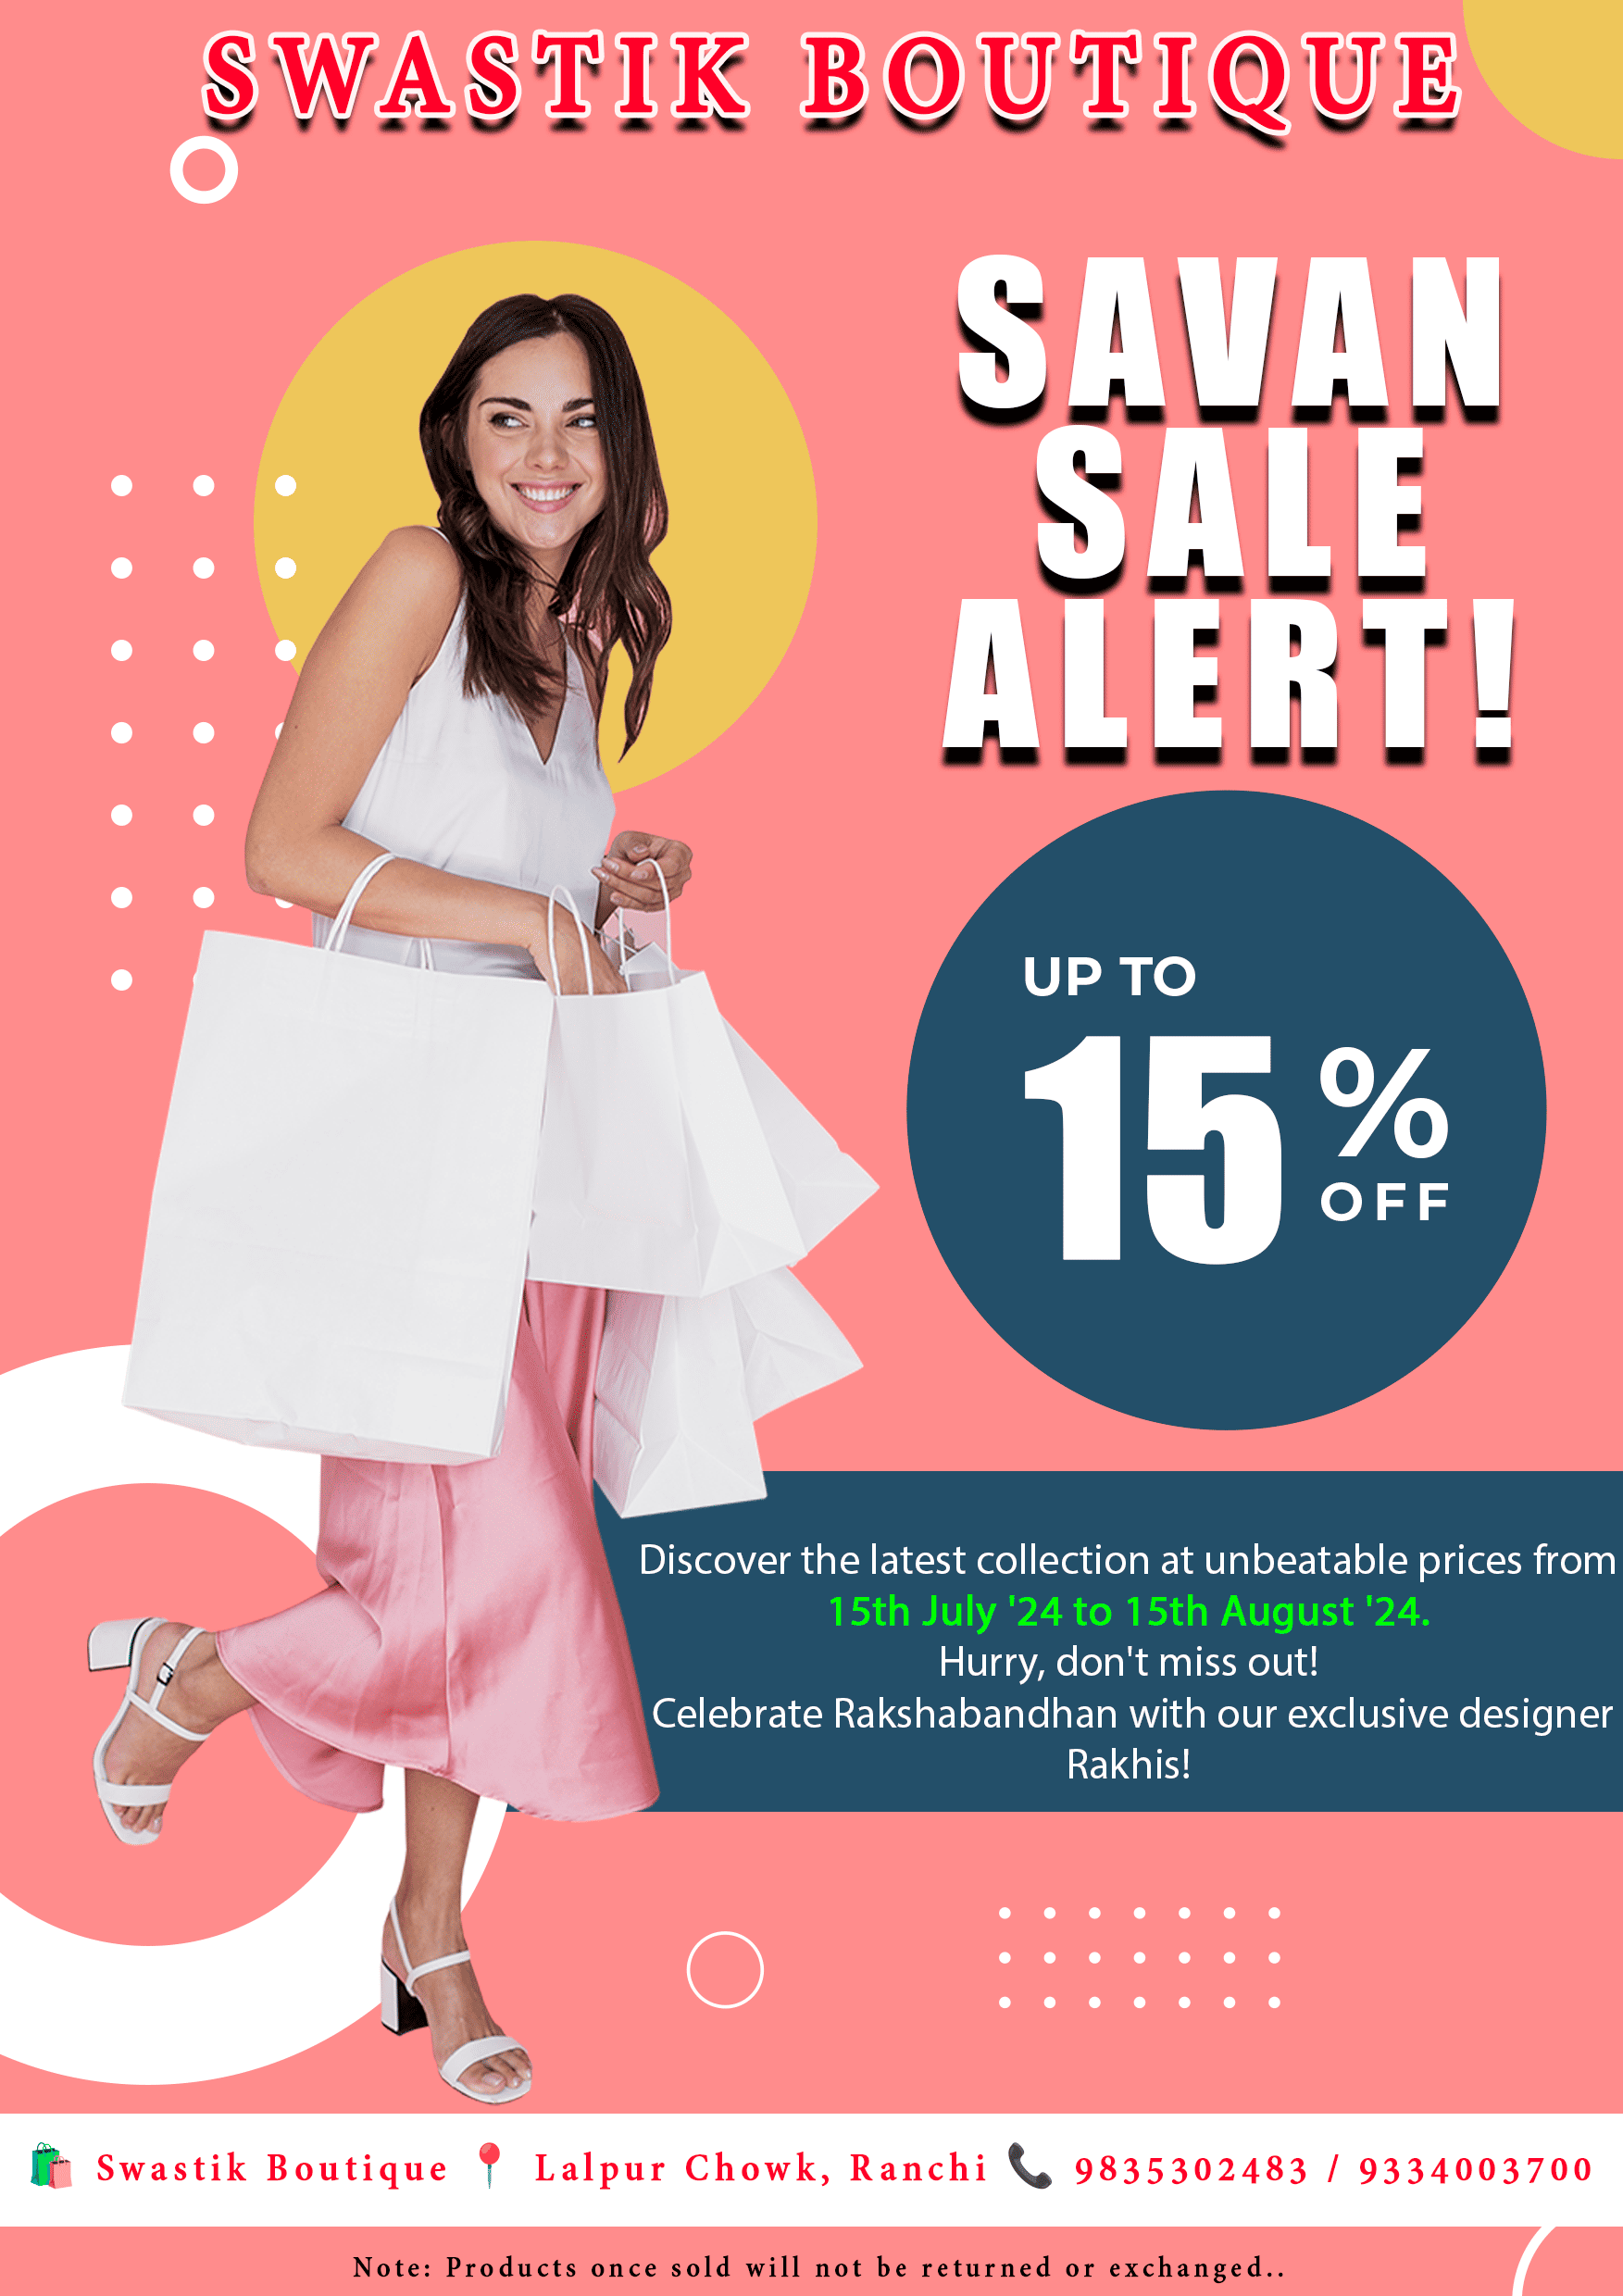 SWASTIK BOUTIQUE
SAVAN
SALE
ALERT!
UP TO
15%
OFF
Discover the latest collection at unbeatable prices from
15th July '24 to 15th August '24.
Hurry, don't miss out!
Celebrate Rakshabandhan with our exclusive designer
Rakhis!
Swastik Boutique Lalpur Chowk, Ranchi 9835302483 / 9334003700
Note: Products once sold will not be returned or exchanged..